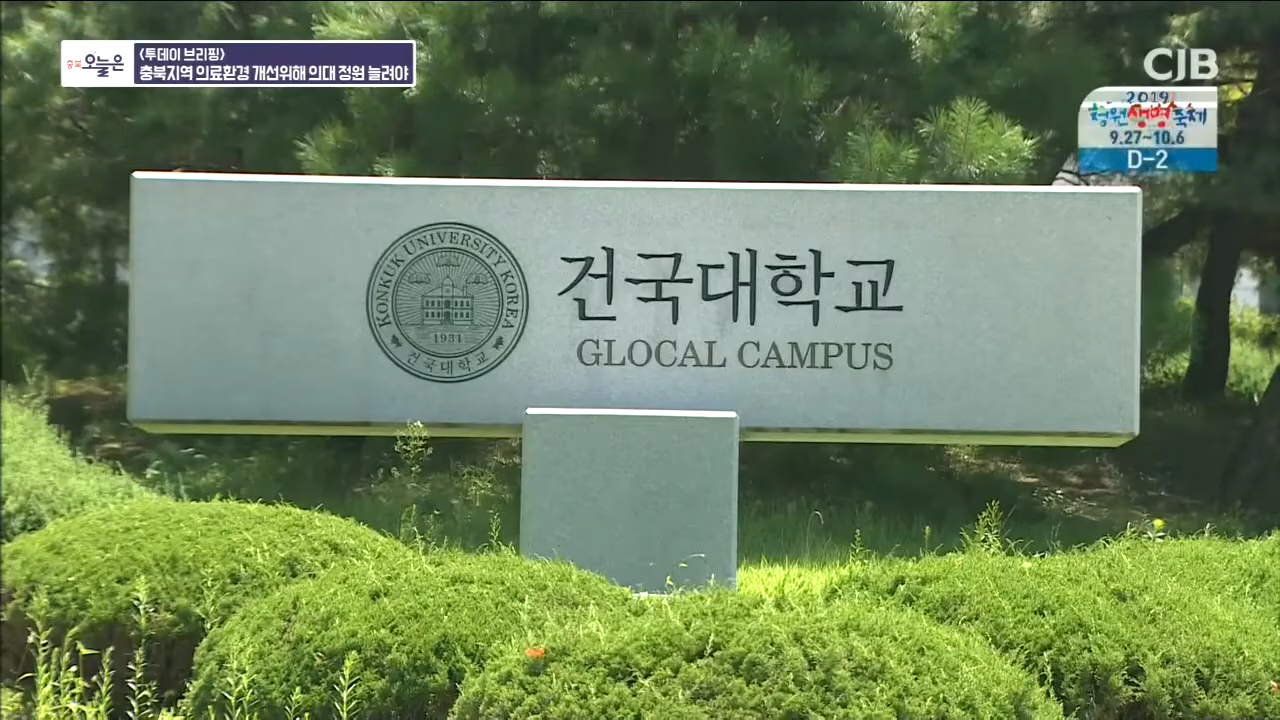 충북 오늘은
<투데이 브리핑>
충북지역 의료환경 개선위해 의대 정원 늘려야
CJB
2019
청원생명축제
9.27~10.6
D-2
KONKUK UNIVERSITY KOREA
1931
건국대학교
건국대학교
GLOCAL CAMPUS